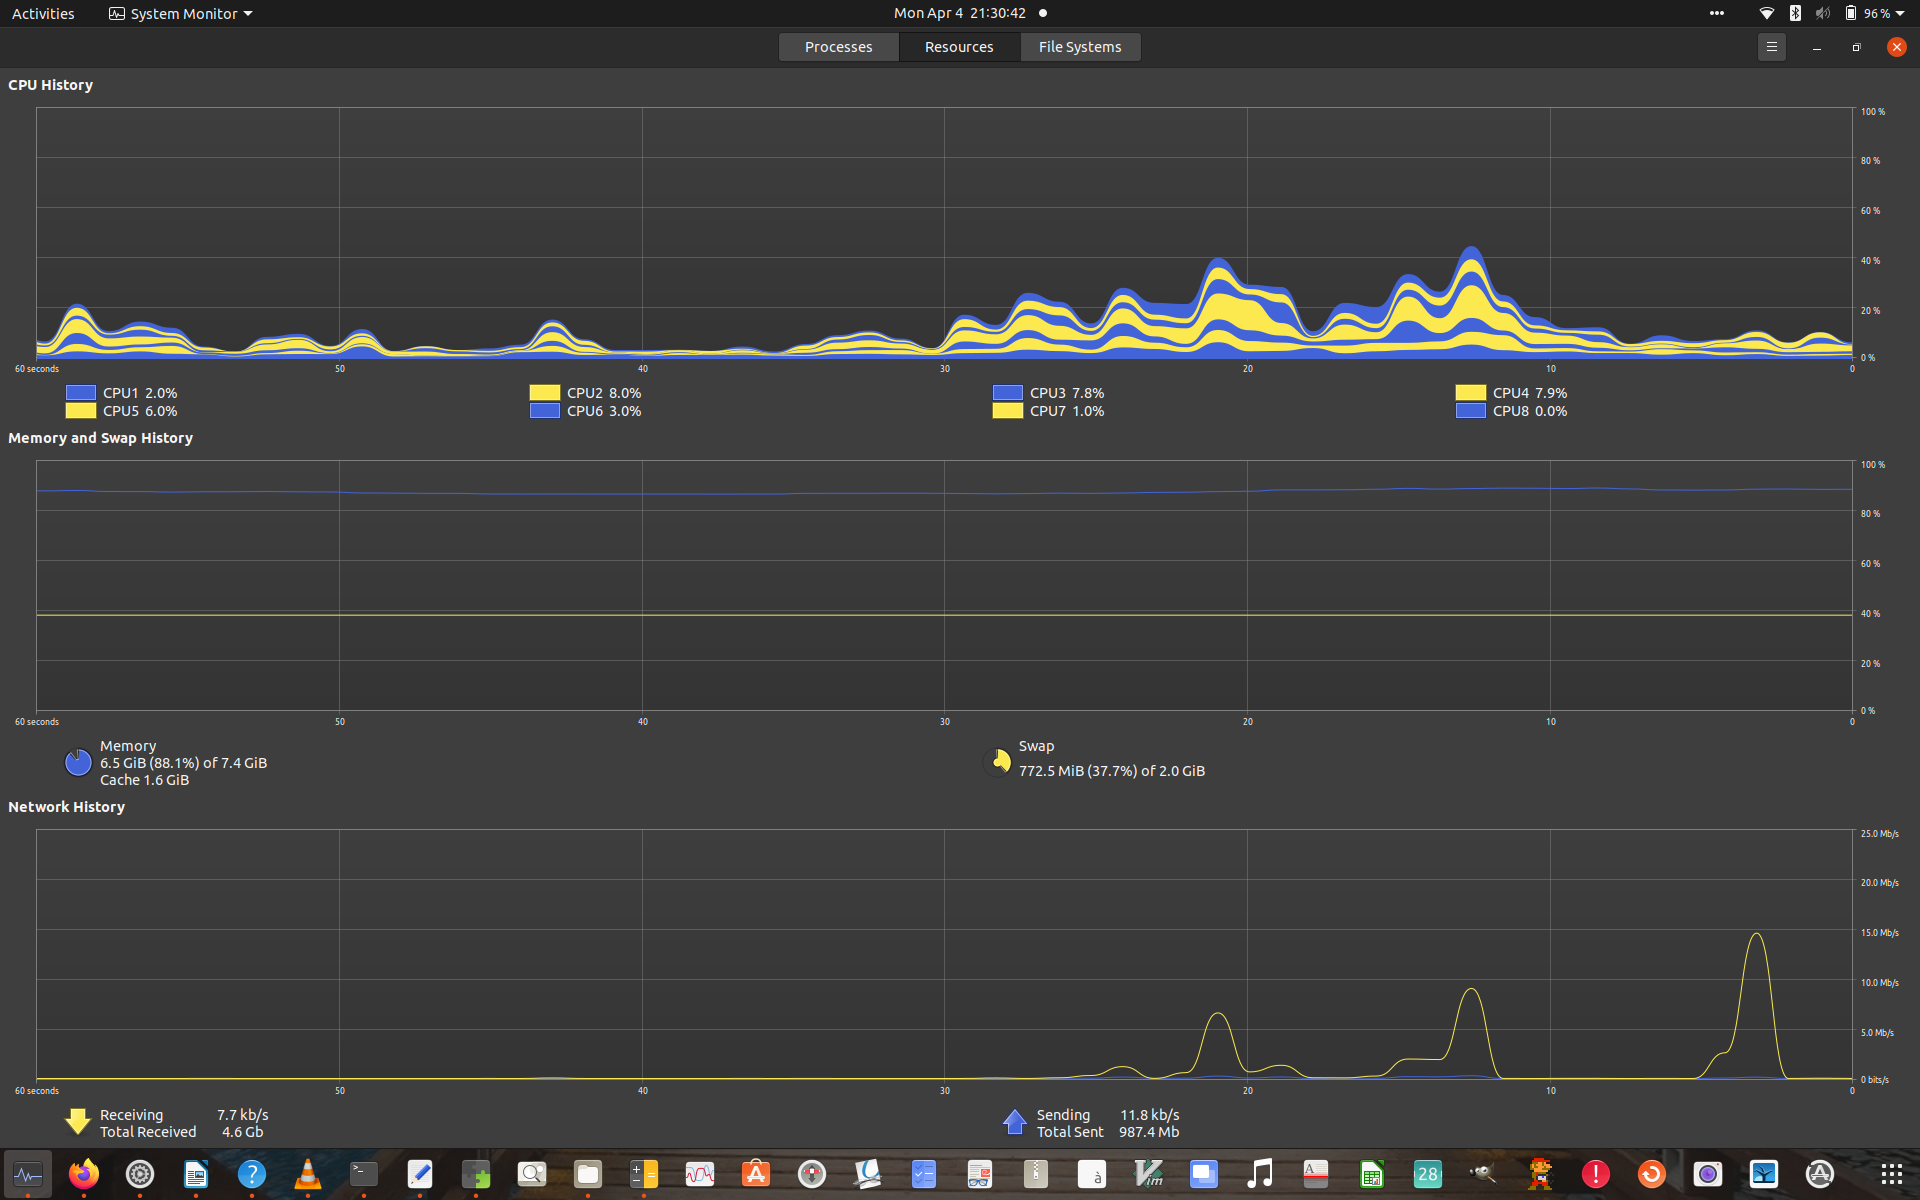 Activities System Monitor Mon Apr 4 21:30:42 96 %
Processes Resources File Systems
CPU History
100 %
80 %
60 %
40 %
20 %
0 %
60 seconds 50 40 30 20 10 0
CPU1 2.0% CPU2 8.0% CPU3 7.8% CPU4 7.9%
CPU5 6.0% CPU6 3.0% CPU7 1.0% CPU8 0.0%
Memory and Swap History
100 %
80 %
60 %
40 %
20 %
0 %
60 seconds 50 40 30 20 10 0
Memory
6.5 GiB (88.1%) of 7.4 GiB
Cache 1.6 GiB
Swap
772.5 MiB (37.7%) of 2.0 GiB
Network History
25.0 Mb/s
20.0 Mb/s
15.0 Mb/s
10.0 Mb/s
5.0 Mb/s
0 bits/s
60 seconds 50 40 30 20 10 0
Receiving 7.7 kb/s
Total Received 4.6 Gb
Sending 11.8 kb/s
Total Sent 987.4 Mb
? >_ A à Vim A 28 !